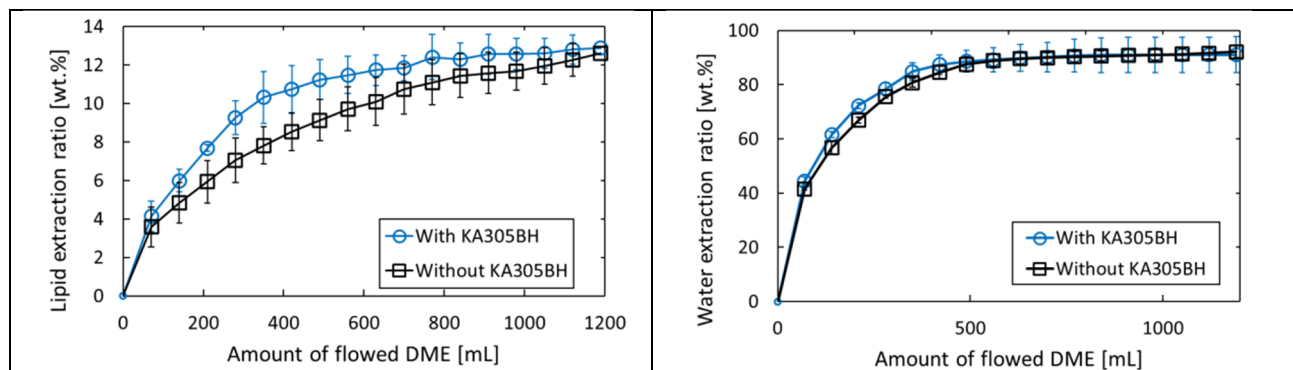 14
12
10
8
6
4
2
0
Lipid extraction ratio [wt.%]
With KA305BH
Without KA305BH
0 200 400 600 800 1000 1200
Amount of flowed DME [mL]
100
80
60
40
20
0
Water extraction ratio [wt.%]
With KA305BH
Without KA305BH
0 500 1000
Amount of flowed DME [mL]